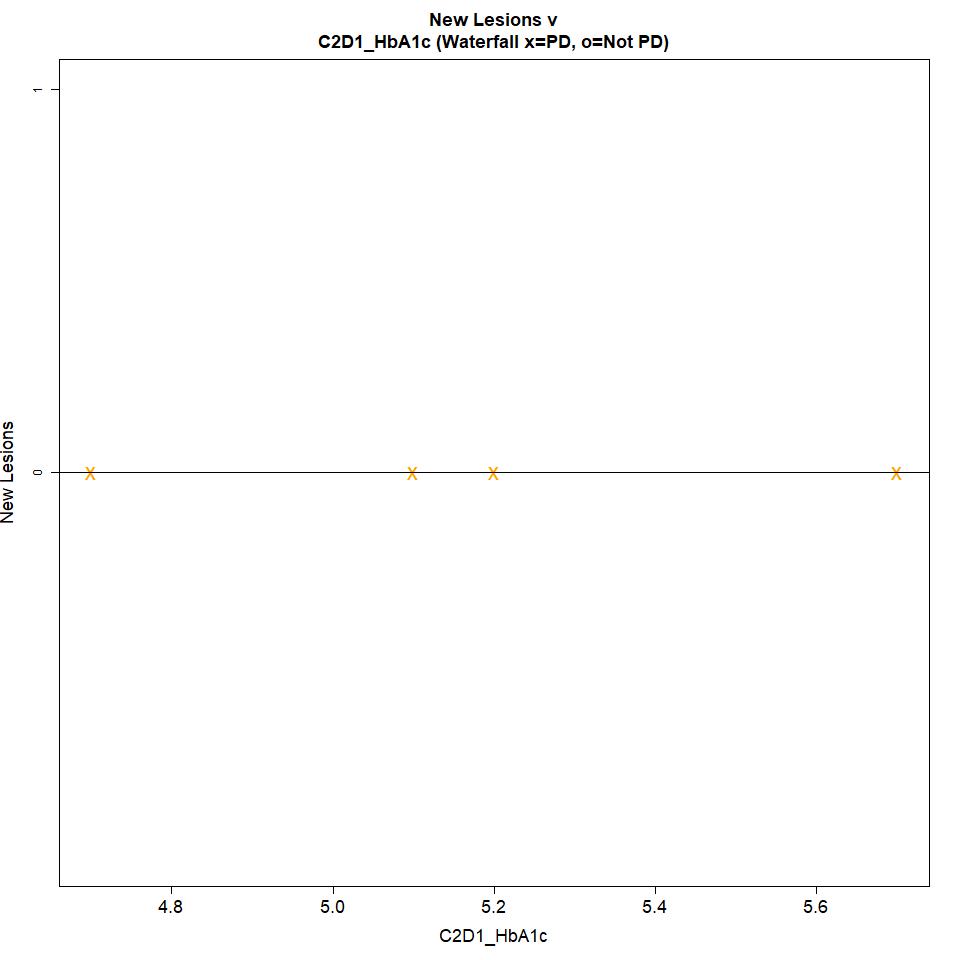 New Lesions v
C2D1_HbA1c (Waterfall x=PD, o=Not PD)
1
New Lesions
0
x x x x
4.8 5.0 5.2 5.4 5.6
C2D1_HbA1c